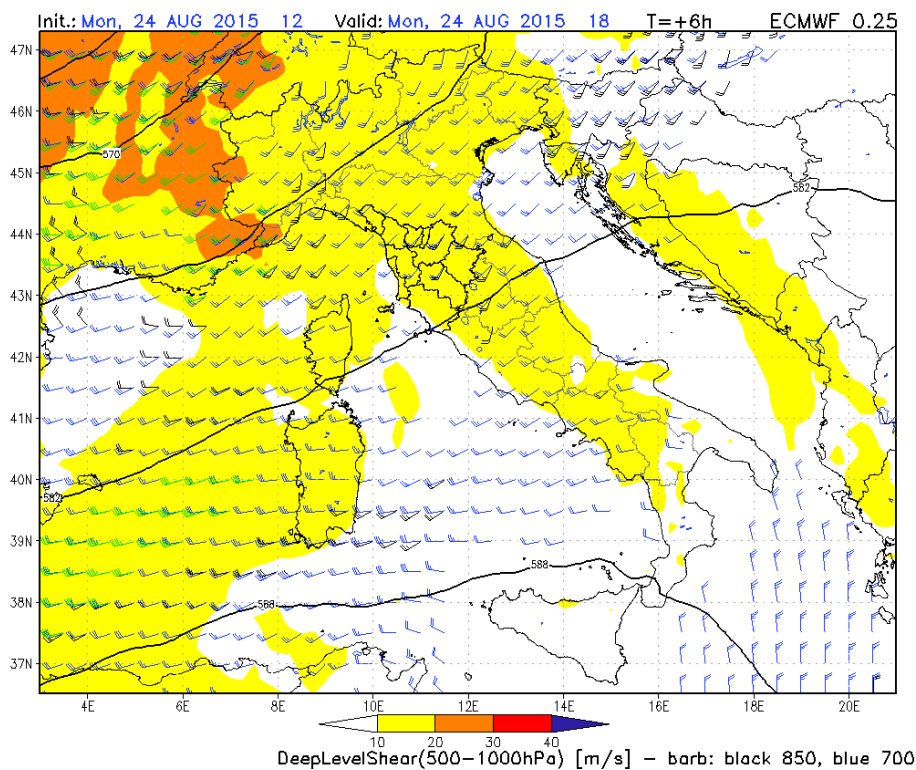 Init.: Mon, 24 AUG 2015 12 Valid: Mon, 24 AUG 2015 18 T=+6h ECMWF 0.25
47N
46N
570
45N
582
44N
43N
42N
41N
40N
582
39N
588
38N
588
37N
4E 6E 8E 10E 12E 14E 16E 18E 20E
10 20 30 40
DeepLevelShear(500-1000hPa) [m/s] - barb: black 850, blue 700